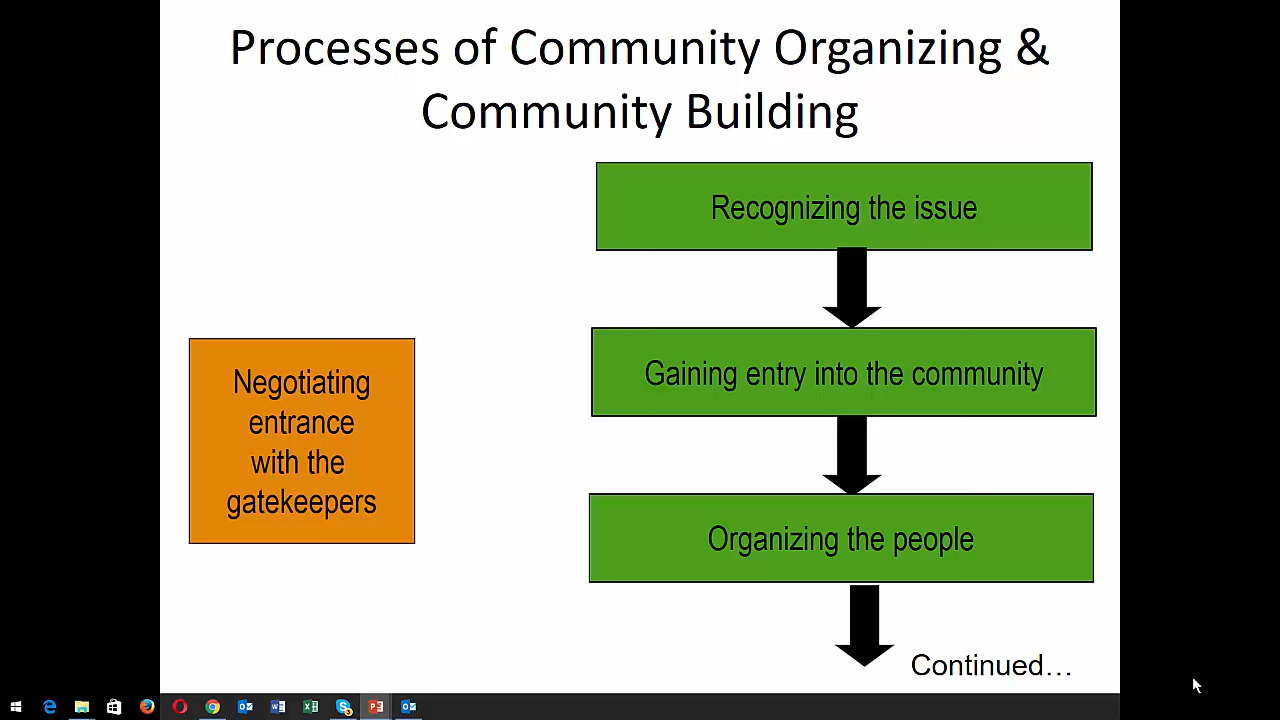 Processes of Community Organizing &
Community Building
Recognizing the issue
Gaining entry into the community
Negotiating
entrance
with the
gatekeepers
Organizing the people
Continued…